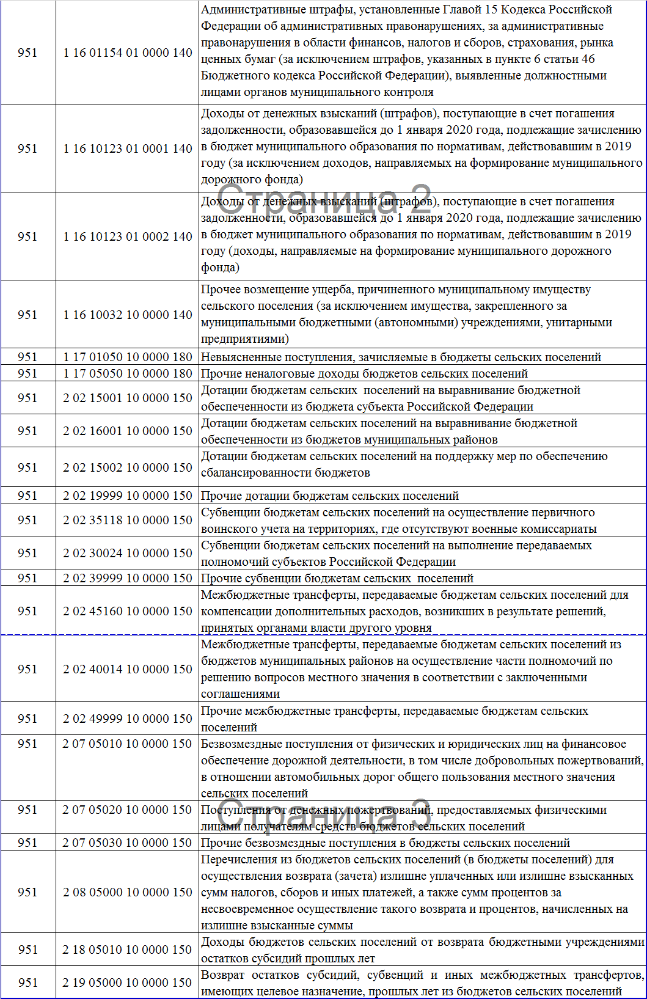 Административные штрафы, установленные Главой 15 Кодекса Российской
Федерации об административных правонарушениях, за административные
951 1 16 01154 01 0000 140 правонарушения в области финансов, налогов и сборов, страхования, рынка
ценных бумаг (за исключением штрафов, указанных в пункте 6 статьи 46
Бюджетного кодекса Российской Федерации), выявленные должностными
лицами органов муниципального контроля
Доходы от денежных взысканий (штрафов), поступающие в счет погашения
задолженности, образовавшейся до 1 января 2020 года, подлежащие зачислению
951 1 16 10123 01 0001 140 в бюджет муниципального образования по нормативам, действовавшим в 2019
году (за исключением доходов, направляемых на формирование муниципального
дорожного фонда)
Страница 2
Доходы от денежных взысканий (штрафов), поступающие в счет погашения
задолженности, образовавшейся до 1 января 2020 года, подлежащие зачислению
951 1 16 10123 01 0002 140 в бюджет муниципального образования по нормативам, действовавшим в 2019
году (доходы, направляемые на формирование муниципального дорожного
фонда)
Прочее возмещение ущерба, причиненного муниципальному имуществу
сельского поселения (за исключением имущества, закрепленного за
951 1 16 10032 10 0000 140 муниципальными бюджетными (автономными) учреждениями, унитарными
предприятиями)
951 1 17 01050 10 0000 180 Невыясненные поступления, зачисляемые в бюджеты сельских поселений
951 1 17 05050 10 0000 180 Прочие неналоговые доходы бюджетов сельских поселений
951 2 02 15001 10 0000 150 Дотации бюджетам сельских поселений на выравнивание бюджетной
обеспеченности из бюджета субъекта Российской Федерации
951 2 02 16001 10 0000 150 Дотации бюджетам сельских поселений на выравнивание бюджетной
обеспеченности из бюджетов муниципальных районов
951 2 02 15002 10 0000 150 Дотации бюджетам сельских поселений на поддержку мер по обеспечению
сбалансированности бюджетов
951 2 02 19999 10 0000 150 Прочие дотации бюджетам сельских поселений
951 2 02 35118 10 0000 150 Субвенции бюджетам сельских поселений на осуществление первичного
воинского учета на территориях, где отсутствуют военные комиссариаты
951 2 02 30024 10 0000 150 Субвенции бюджетам сельских поселений на выполнение передаваемых
полномочий субъектов Российской Федерации
951 2 02 39999 10 0000 150 Прочие субвенции бюджетам сельских поселений
Межбюджетные трансферты, передаваемые бюджетам сельских поселений для
951 2 02 45160 10 0000 150 компенсации дополнительных расходов, возникших в результате решений,
принятых органами власти другого уровня
Межбюджетные трансферты, передаваемые бюджетам сельских поселений из
бюджетов муниципальных районов на осуществление части полномочий по
951 2 02 40014 10 0000 150 решению вопросов местного значения в соответствии с заключенными
соглашениями
951 2 02 49999 10 0000 150 Прочие межбюджетные трансферты, передаваемые бюджетам сельских
поселений
951 2 07 05010 10 0000 150 Безвозмездные поступления от физических и юридических лиц на финансовое
обеспечение дорожной деятельности, в том числе добровольных пожертвований,
в отношении автомобильных дорог общего пользования местного значения
сельских поселений
Страница 3
951 2 07 05020 10 0000 150 Поступления от денежных пожертвований, предоставляемых физическими
лицами получателям средств бюджетов сельских поселений
951 2 07 05030 10 0000 150 Прочие безвозмездные поступления в бюджеты сельских поселений
Перечисления из бюджетов сельских поселений (в бюджеты поселений) для
осуществления возврата (зачета) излишне уплаченных или излишне взысканных
951 2 08 05000 10 0000 150 сумм налогов, сборов и иных платежей, а также сумм процентов за
несвоевременное осуществление такого возврата и процентов, начисленных на
излишне взысканные суммы
951 2 18 05010 10 0000 150 Доходы бюджетов сельских поселений от возврата бюджетными учреждениями
остатков субсидий прошлых лет
951 2 19 05000 10 0000 150 Возврат остатков субсидий, субвенций и иных межбюджетных трансфертов,
имеющих целевое назначение, прошлых лет из бюджетов сельских поселений